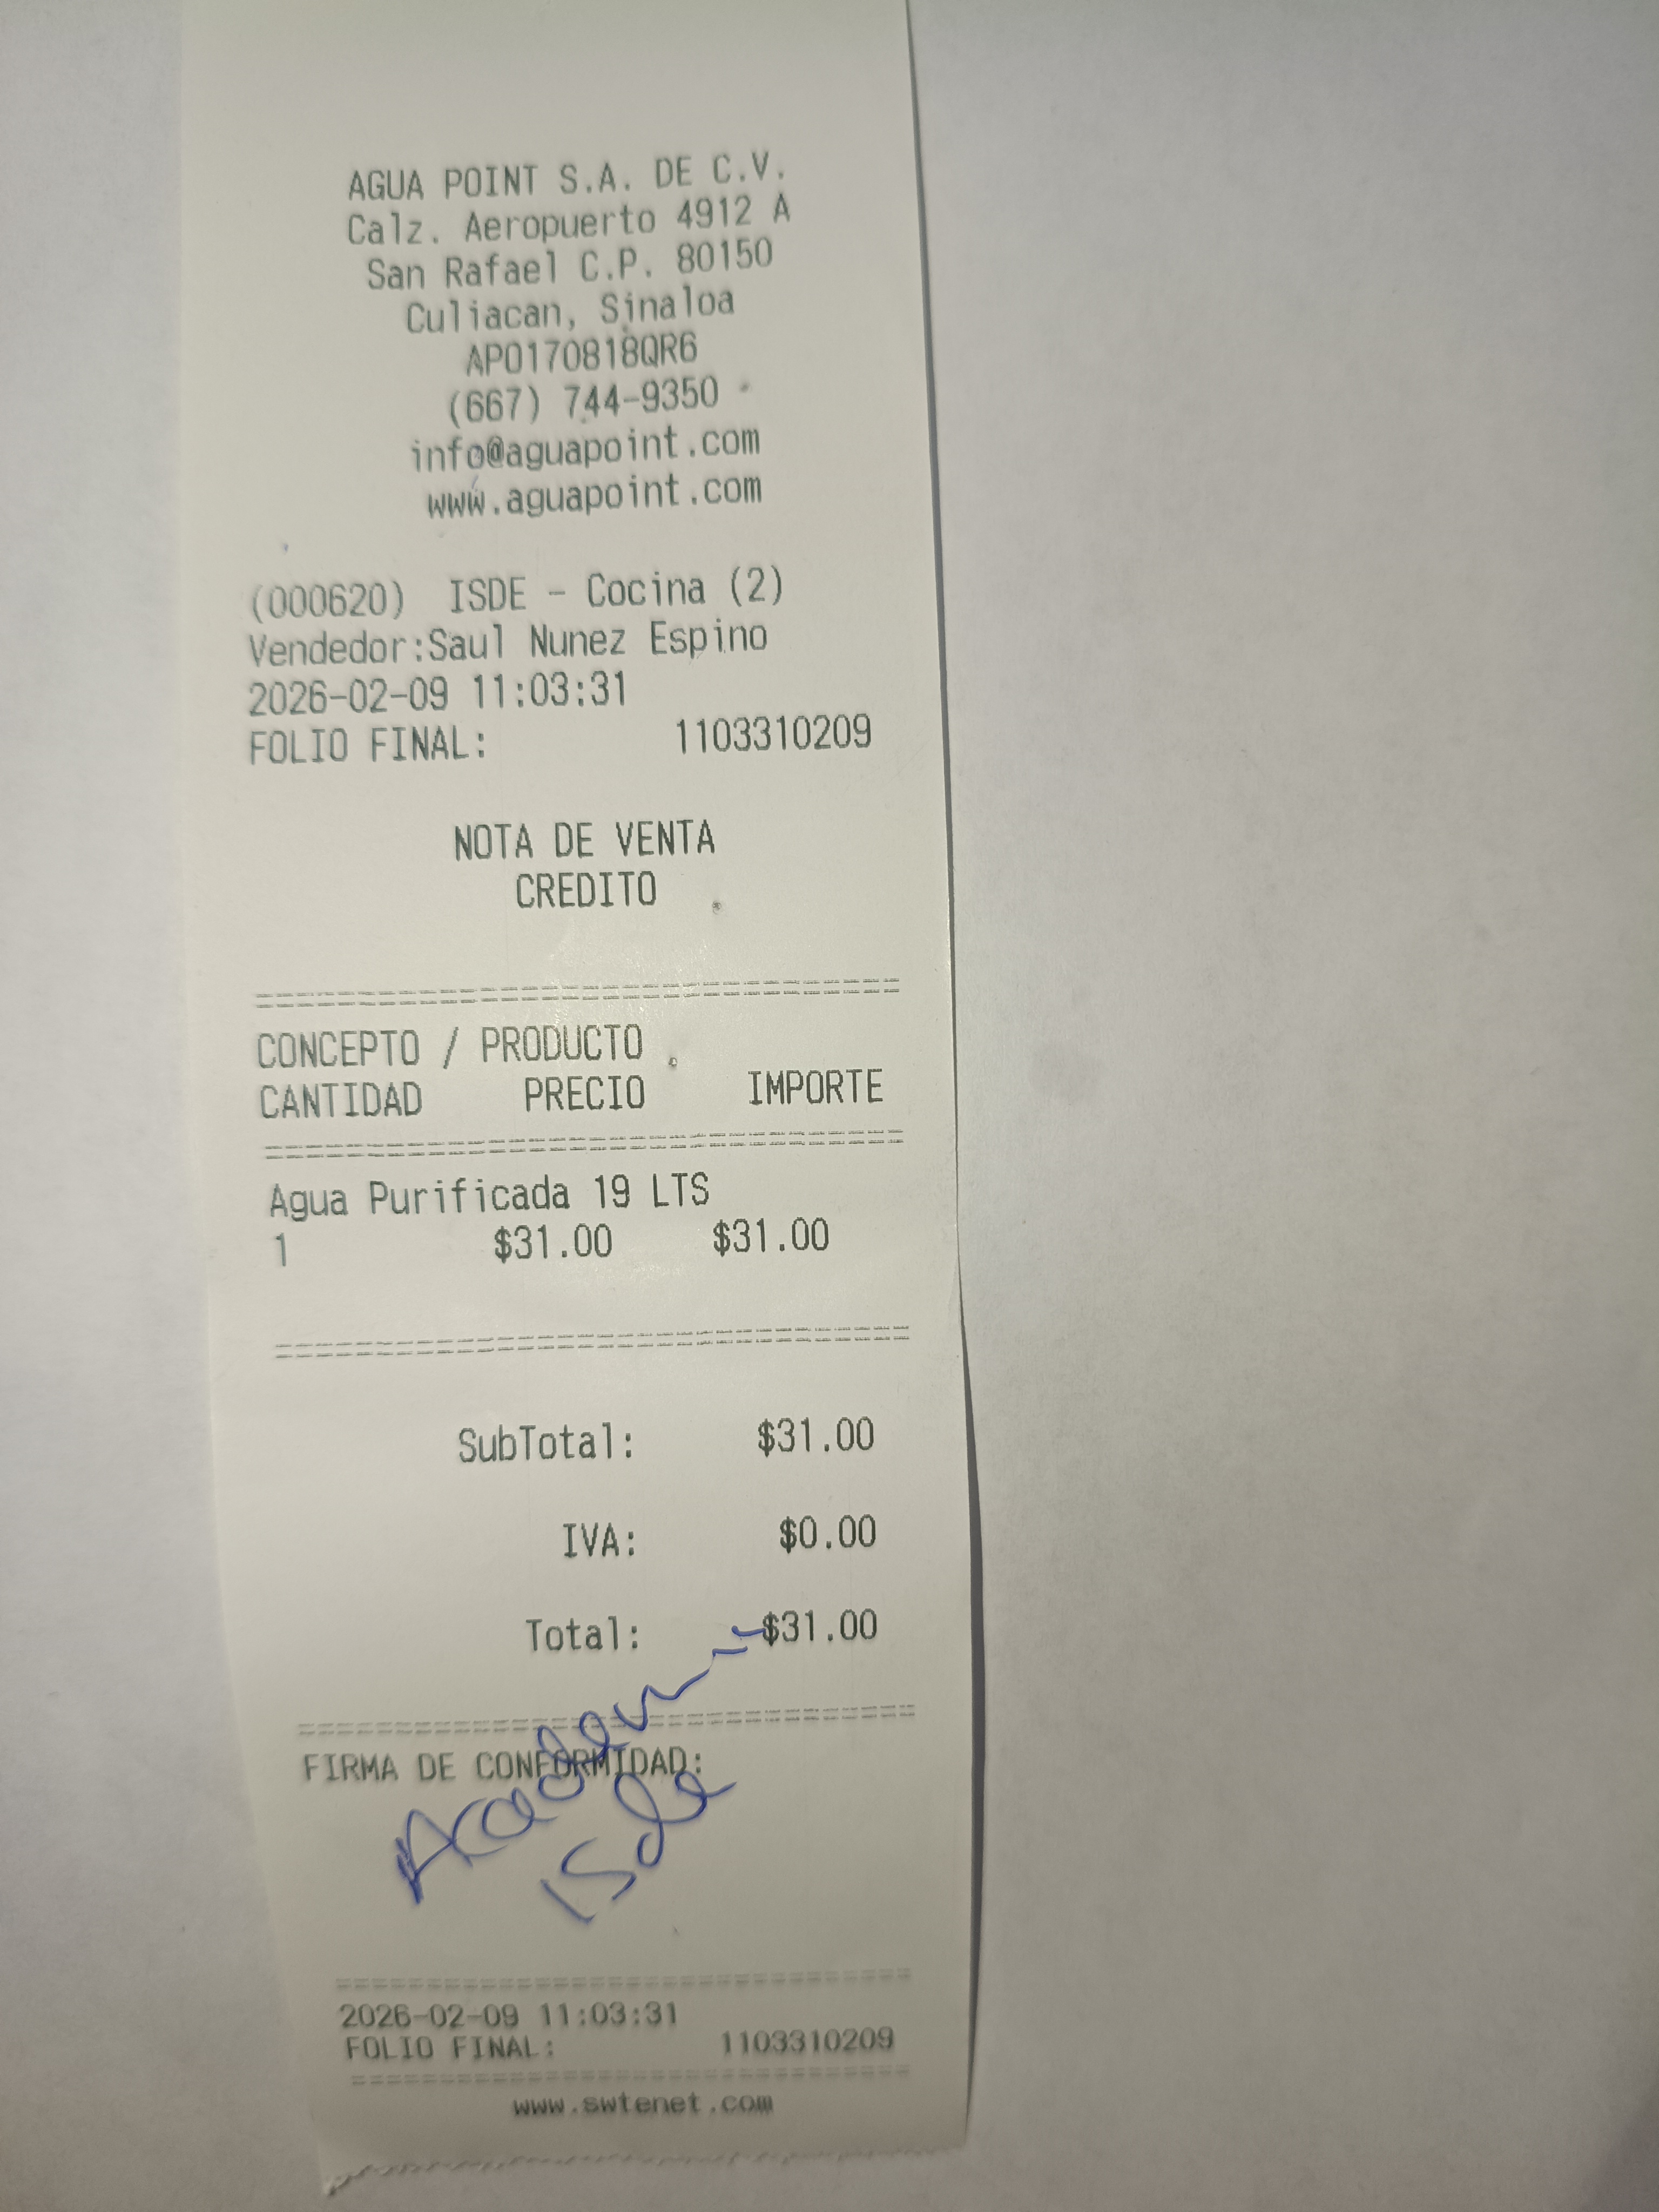 AGUA POINT S.A. DE C.V.
Calz. Aeropuerto 4912 A
San Rafael C.P. 80150
Culiacan, Sinaloa
APO170818QR6
(667) 744-9350
info@aguapoint.com
www.aguapoint.com
(000620) ISDE - Cocina (2)
Vendedor:Saul Nunez Espino
2026-02-09 11:03:31
FOLIO FINAL: 1103310209
NOTA DE VENTA
CREDITO
CONCEPTO / PRODUCTO
CANTIDAD PRECIO IMPORTE
Agua Purificada 19 LTS
1 $31.00 $31.00
SubTotal: $31.00
IVA: $0.00
Total: $31.00
FIRMA DE CONFORMIDAD:
Academia
Isde
2026-02-09 11:03:31
FOLIO FINAL: 1103310209
www.swtenet.com